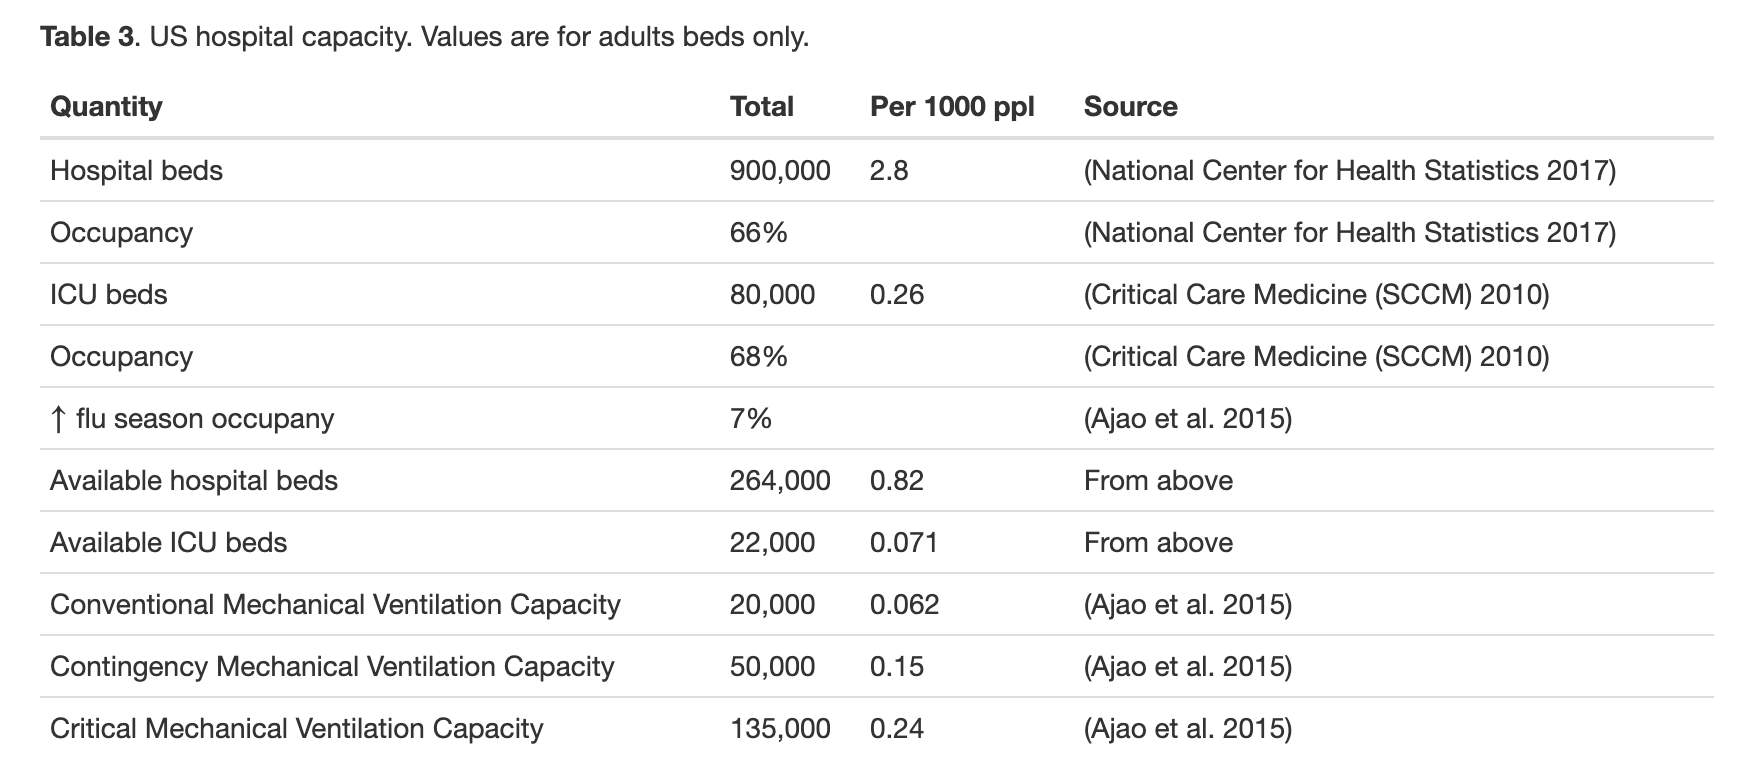 Table 3. US hospital capacity. Values are for adults beds only.
Quantity Total Per 1000 ppl Source
Hospital beds 900,000 2.8 (National Center for Health Statistics 2017)
Occupancy 66% (National Center for Health Statistics 2017)
ICU beds 80,000 0.26 (Critical Care Medicine (SCCM) 2010)
Occupancy 68% (Critical Care Medicine (SCCM) 2010)
↑ flu season occupany 7% (Ajao et al. 2015)
Available hospital beds 264,000 0.82 From above
Available ICU beds 22,000 0.071 From above
Conventional Mechanical Ventilation Capacity 20,000 0.062 (Ajao et al. 2015)
Contingency Mechanical Ventilation Capacity 50,000 0.15 (Ajao et al. 2015)
Critical Mechanical Ventilation Capacity 135,000 0.24 (Ajao et al. 2015)